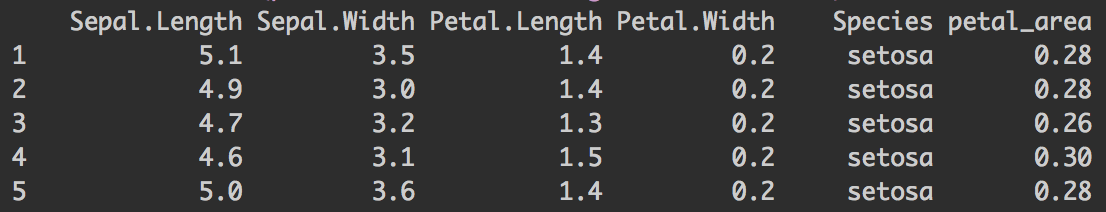 Sepal.Length Sepal.Width Petal.Length Petal.Width Species petal_area
1 5.1 3.5 1.4 0.2 setosa 0.28
2 4.9 3.0 1.4 0.2 setosa 0.28
3 4.7 3.2 1.3 0.2 setosa 0.26
4 4.6 3.1 1.5 0.2 setosa 0.30
5 5.0 3.6 1.4 0.2 setosa 0.28